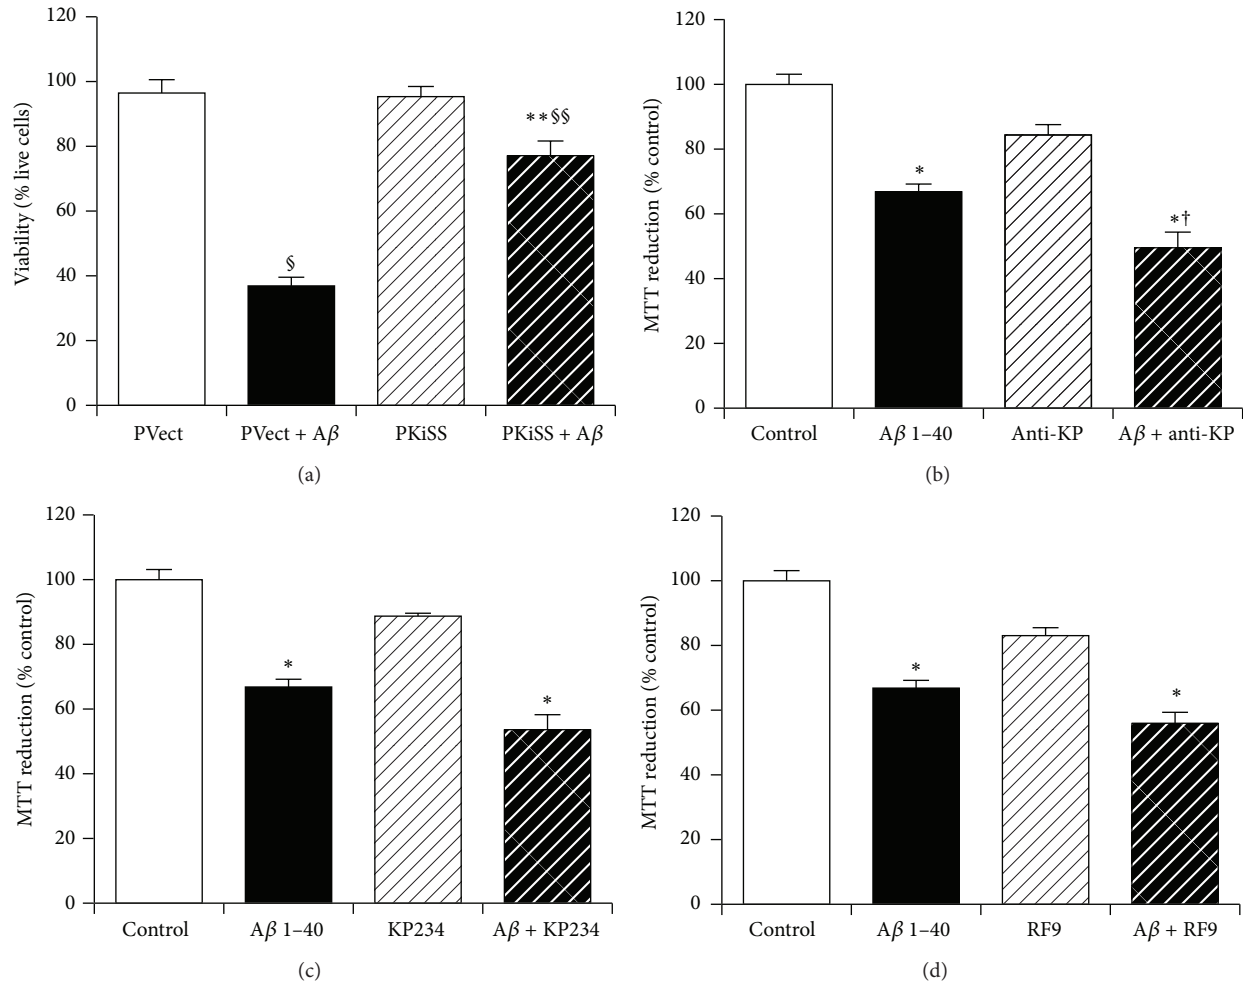 120
100
80
60
40
20
0
Viability (% live cells)
§
∗∗§§
PVect
PVect + Aβ
PKiSS
PKiSS + Aβ
(a)
120
100
80
60
40
20
0
MTT reduction (% control)
∗
∗†
Control
Aβ 1–40
Anti-KP
Aβ + anti-KP
(b)
120
100
80
60
40
20
0
MTT reduction (% control)
∗
∗
Control
Aβ 1–40
KP234
Aβ + KP234
(c)
120
100
80
60
40
20
0
MTT reduction (% control)
∗
∗
Control
Aβ 1–40
RF9
Aβ + RF9
(d)